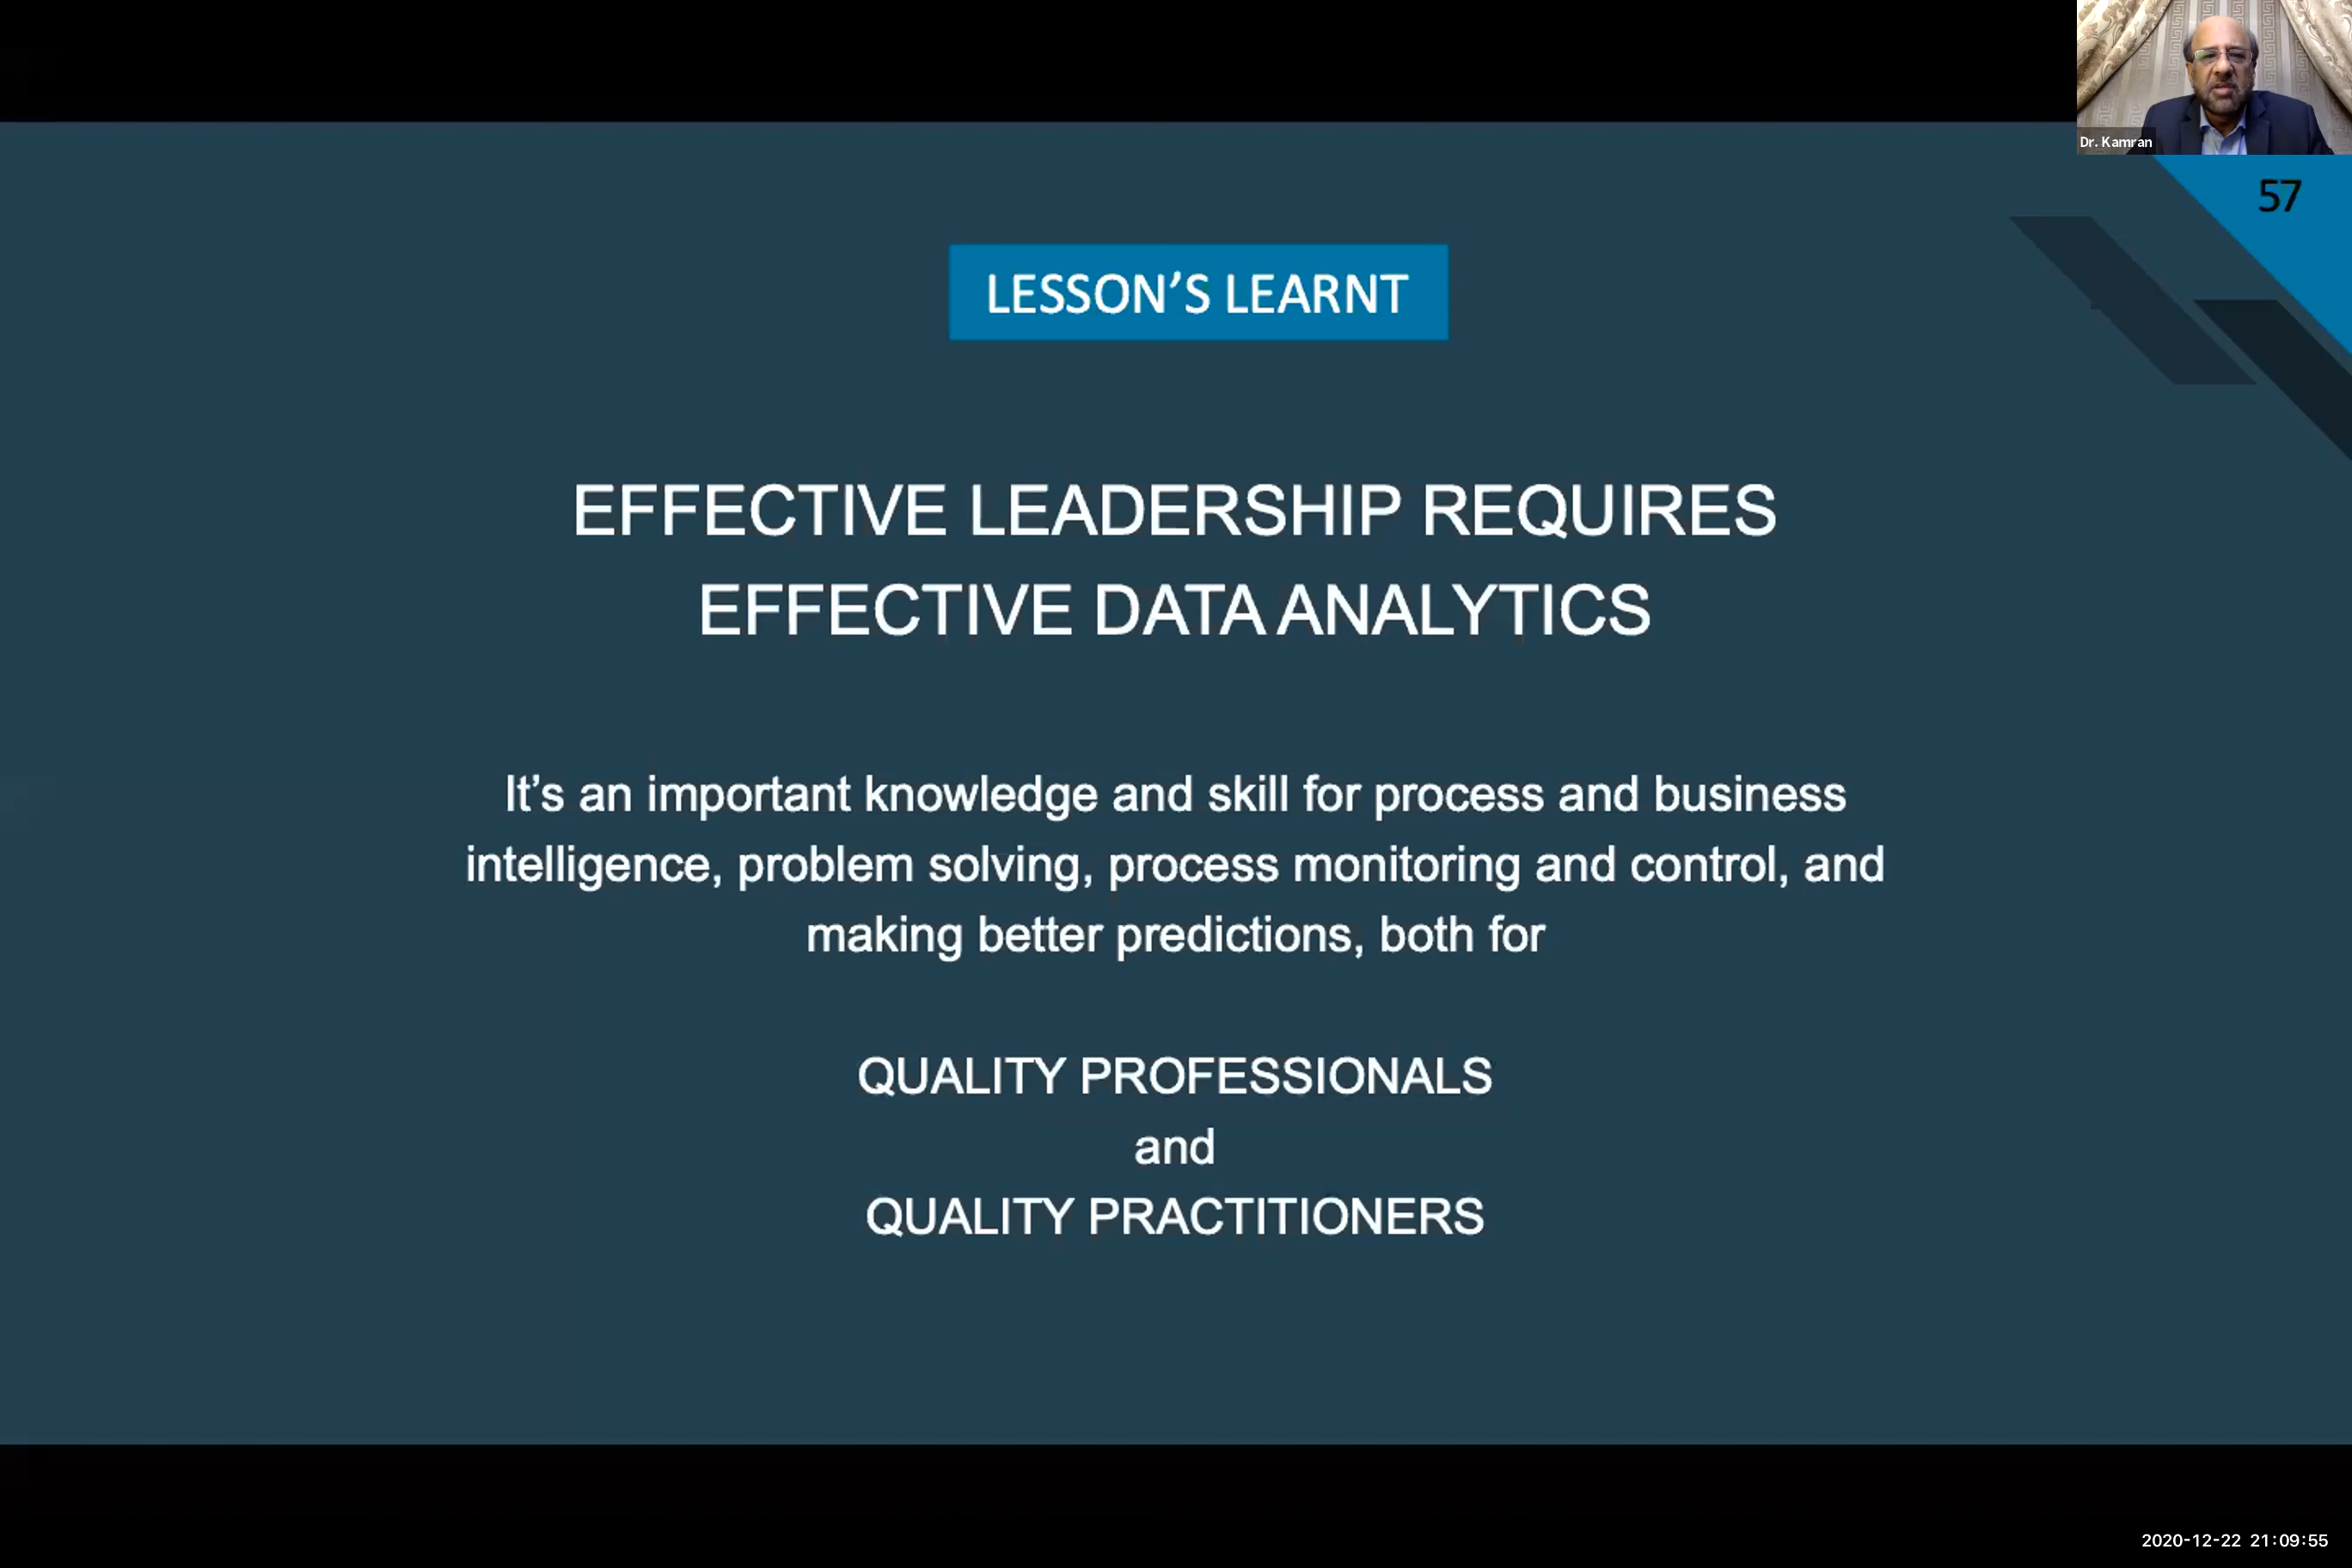 Dr. Kamran
57
LESSON’S LEARNT
EFFECTIVE LEADERSHIP REQUIRES
EFFECTIVE DATA ANALYTICS
It’s an important knowledge and skill for process and business
intelligence, problem solving, process monitoring and control, and
making better predictions, both for
QUALITY PROFESSIONALS
and
QUALITY PRACTITIONERS
2020-12-22 21:09:55